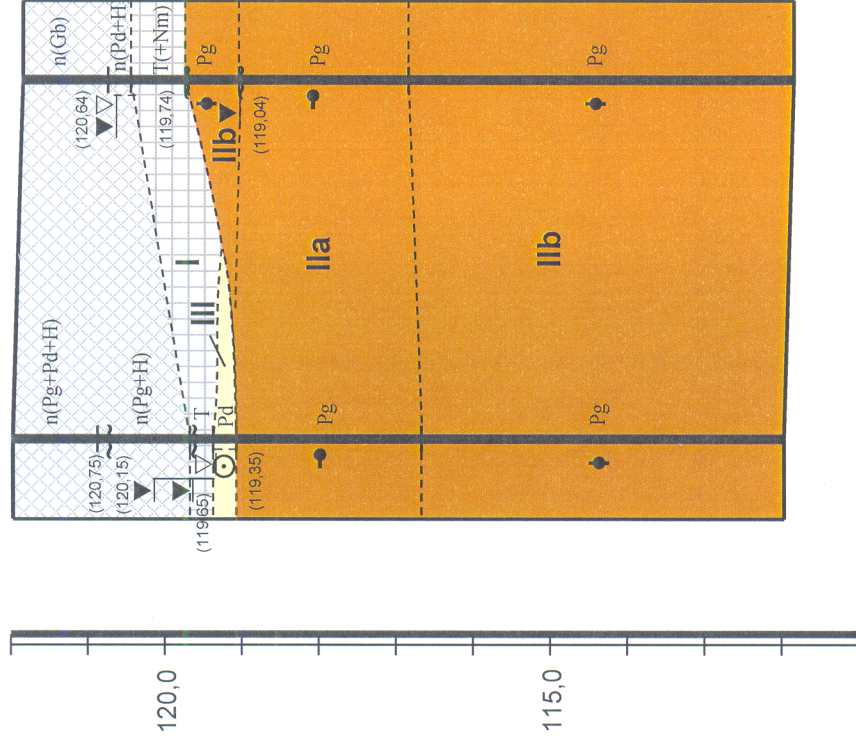 n(Gb)
n(Pd+H
T(+Nm)
Pg
Pg
Pg
(120,64)
(119,74)
(119,04)
IIb
I
III
IIa
IIb
n(Pg+Pd+H)
n(Pg+H)
T
Pd
Pg
Pg
(120,75)
(120,15)
(119,65)
(119,35)
120,0
115,0